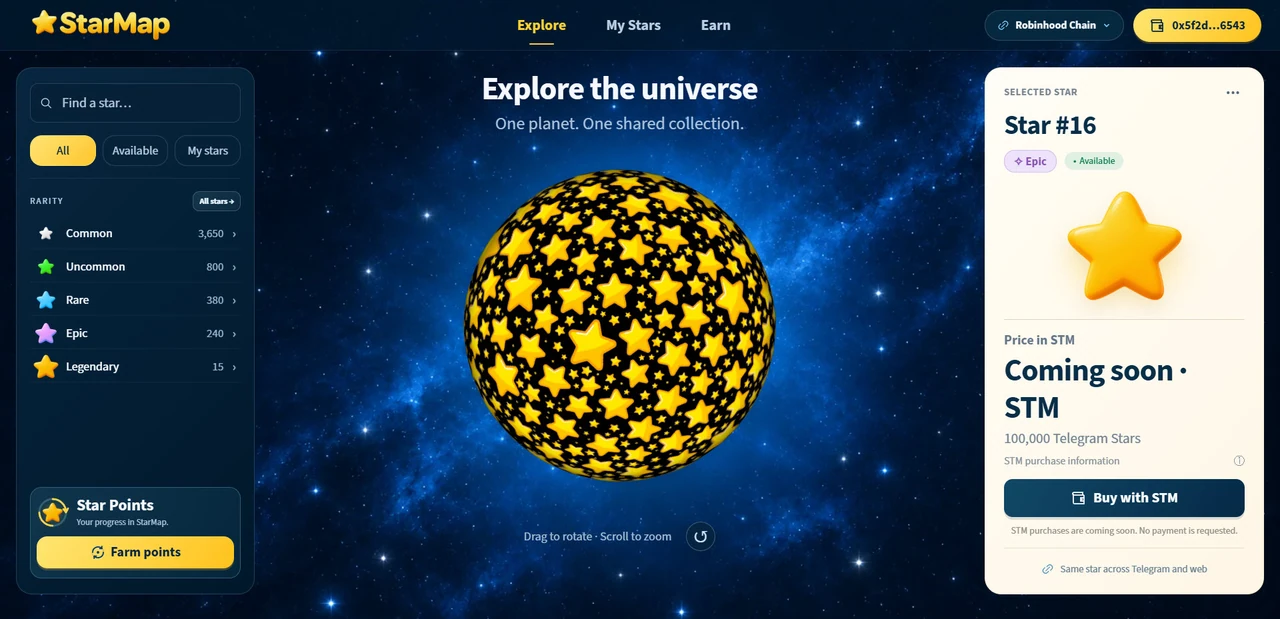 StarMap
Explore
My Stars
Earn
Robinhood Chain
0x5f2d...6543
Find a star...
All
Available
My stars
RARITY
All stars →
Common 3,650 ›
Uncommon 800 ›
Rare 380 ›
Epic 240 ›
Legendary 15 ›
Star Points
Your progress in StarMap.
Farm points
Explore the universe
One planet. One shared collection.
Drag to rotate · Scroll to zoom
SELECTED STAR
Star #16
Epic
• Available
Price in STM
Coming soon ·
STM
100,000 Telegram Stars
STM purchase information
Buy with STM
STM purchases are coming soon. No payment is requested.
Same star across Telegram and web